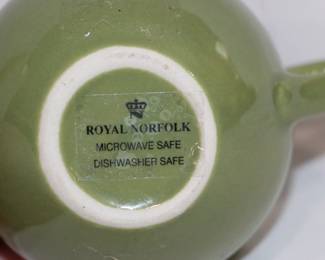 N
ROYAL NORFOLK
MICROWAVE SAFE
DISHWASHER SAFE